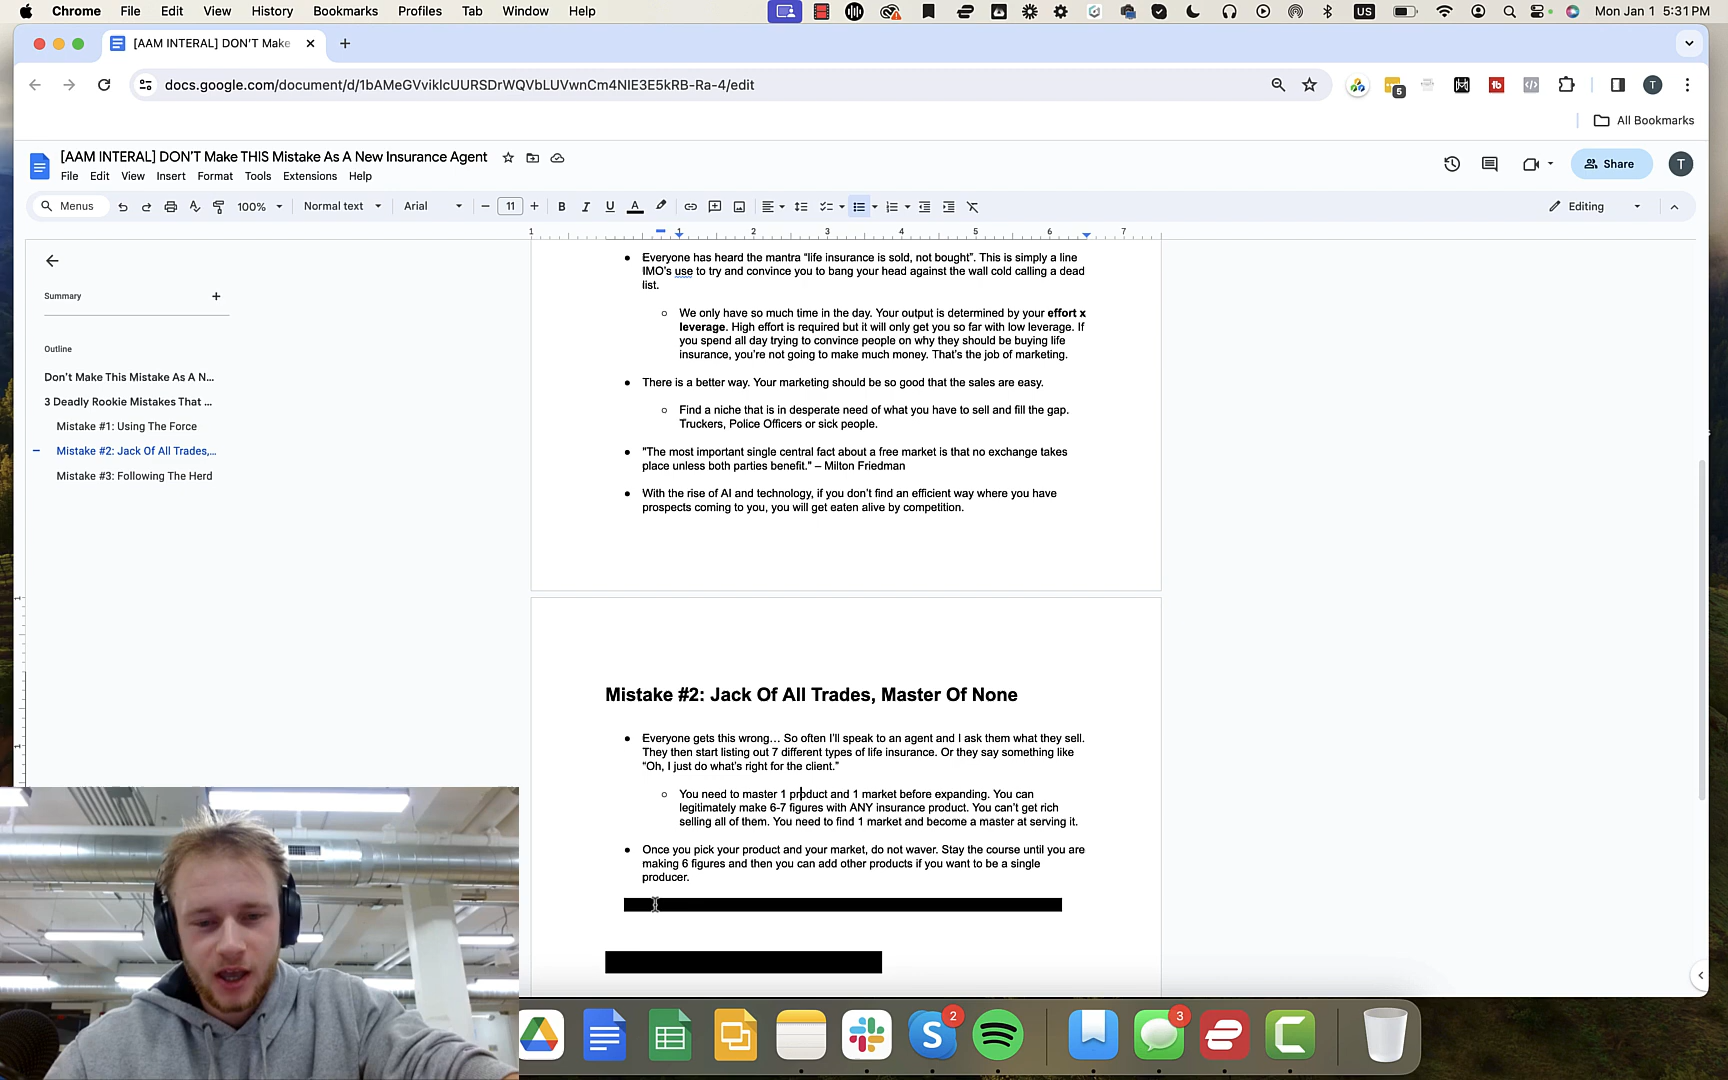 Chrome File Edit View History Bookmarks Profiles Tab Window Help
US
Mon Jan 1 5:31 PM
[AAM INTERAL] DON'T Make
docs.google.com/document/d/1bAMeGVviklcUURSDrWQVbLUVwnCm4NIE3E5kRB-Ra-4/edit
5
T
All Bookmarks
[AAM INTERAL] DON'T Make THIS Mistake As A New Insurance Agent
File Edit View Insert Format Tools Extensions Help
Share
T
Menus 100% Normal text Arial 11 B I U A Editing
1 1 2 3 4 5 6 7
Summary
Outline
Don't Make This Mistake As A N...
3 Deadly Rookie Mistakes That ...
Mistake #1: Using The Force
Mistake #2: Jack Of All Trades,...
Mistake #3: Following The Herd
Everyone has heard the mantra “life insurance is sold, not bought”. This is simply a line
IMO's use to try and convince you to bang your head against the wall cold calling a dead
list.
We only have so much time in the day. Your output is determined by your effort x
leverage. High effort is required but it will only get you so far with low leverage. If
you spend all day trying to convince people on why they should be buying life
insurance, you're not going to make much money. That's the job of marketing.
There is a better way. Your marketing should be so good that the sales are easy.
Find a niche that is in desperate need of what you have to sell and fill the gap.
Truckers, Police Officers or sick people.
"The most important single central fact about a free market is that no exchange takes
place unless both parties benefit." – Milton Friedman
With the rise of AI and technology, if you don't find an efficient way where you have
prospects coming to you, you will get eaten alive by competition.
Mistake #2: Jack Of All Trades, Master Of None
Everyone gets this wrong… So often I'll speak to an agent and I ask them what they sell.
They then start listing out 7 different types of life insurance. Or they say something like
“Oh, I just do what's right for the client.”
You need to master 1 product and 1 market before expanding. You can
legitimately make 6-7 figures with ANY insurance product. You can't get rich
selling all of them. You need to find 1 market and become a master at serving it.
Once you pick your product and your market, do not waver. Stay the course until you are
making 6 figures and then you can add other products if you want to be a single
producer.
2
3